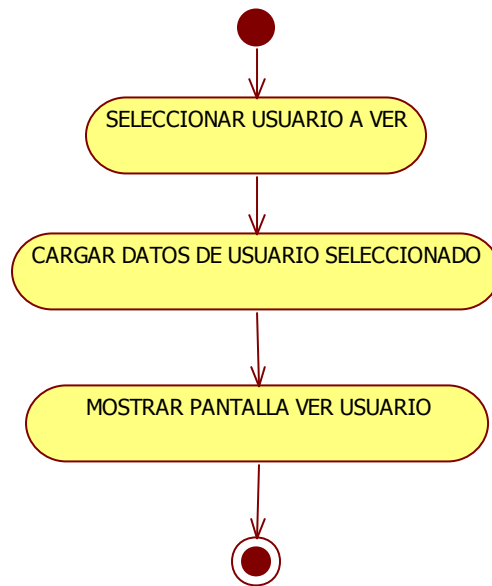 SELECCIONAR USUARIO A VER
CARGAR DATOS DE USUARIO SELECCIONADO
MOSTRAR PANTALLA VER USUARIO